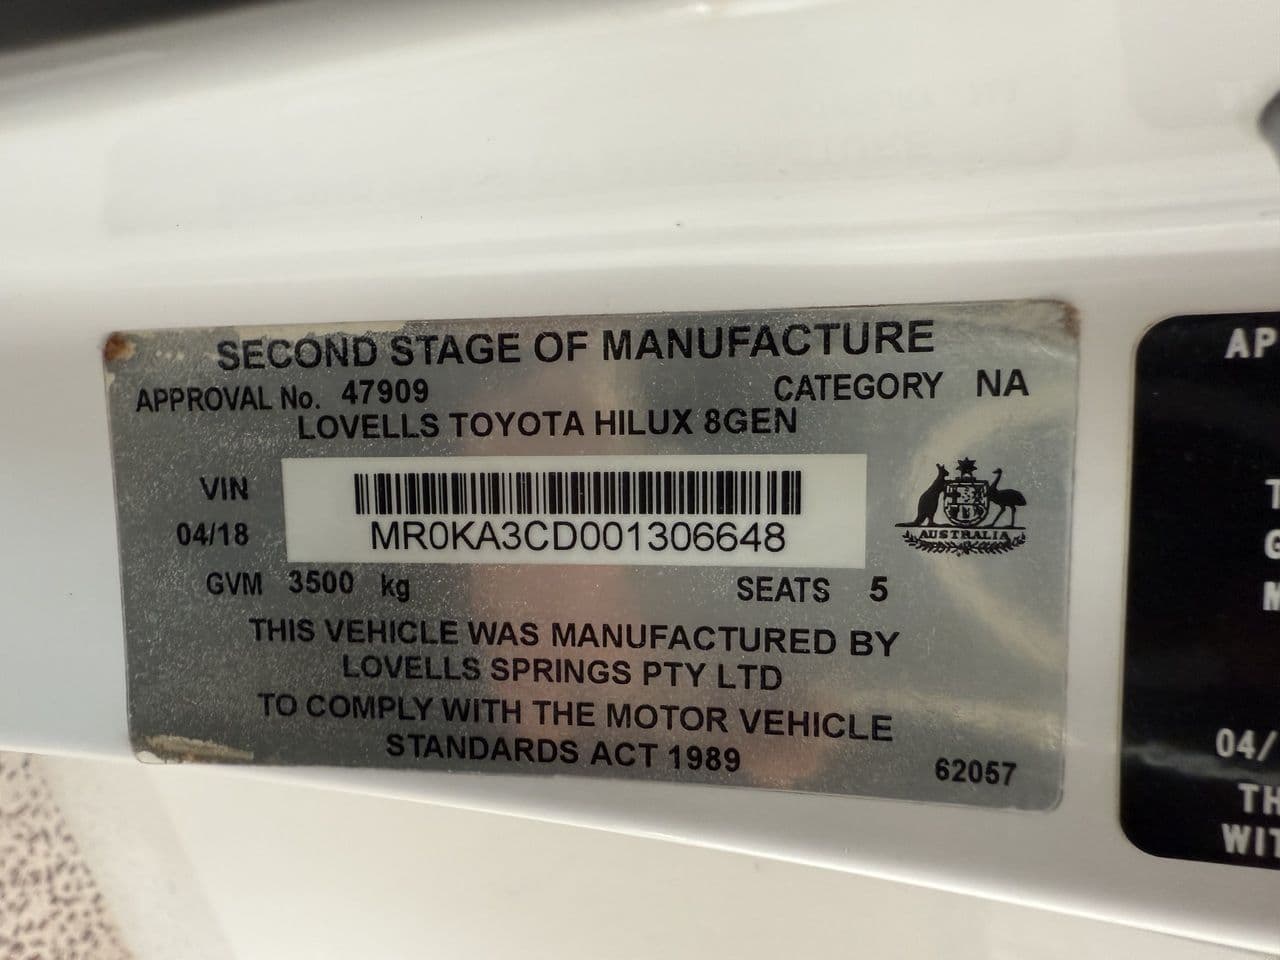 SECOND STAGE OF MANUFACTURE
APPROVAL No. 47909 CATEGORY NA
LOVELLS TOYOTA HILUX 8GEN
VIN
04/18 MR0KA3CD001306648
AUSTRALIA
GVM 3500 kg SEATS 5
THIS VEHICLE WAS MANUFACTURED BY
LOVELLS SPRINGS PTY LTD
TO COMPLY WITH THE MOTOR VEHICLE
STANDARDS ACT 1989
62057
AP
T
G
M
04/
TH
WIT